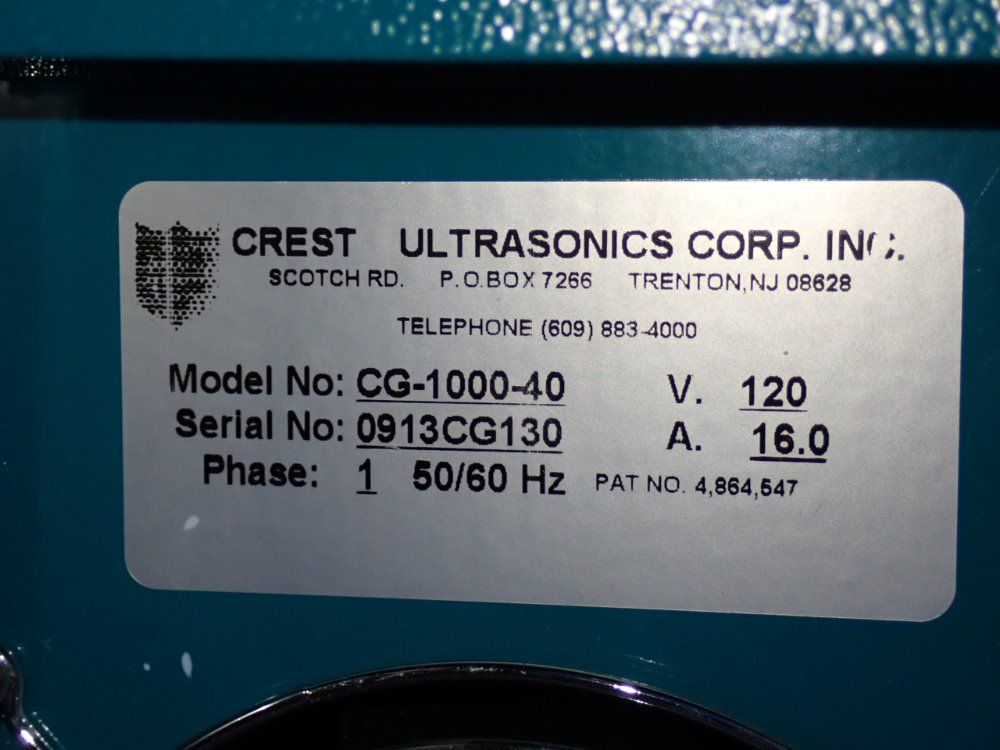 CREST ULTRASONICS CORP. INC.
SCOTCH RD. P.O.BOX 7266 TRENTON,NJ 08628
TELEPHONE (609) 883-4000
Model No: CG-1000-40 V. 120
Serial No: 0913CG130 A. 16.0
Phase: 1 50/60 Hz PAT NO. 4,864,547